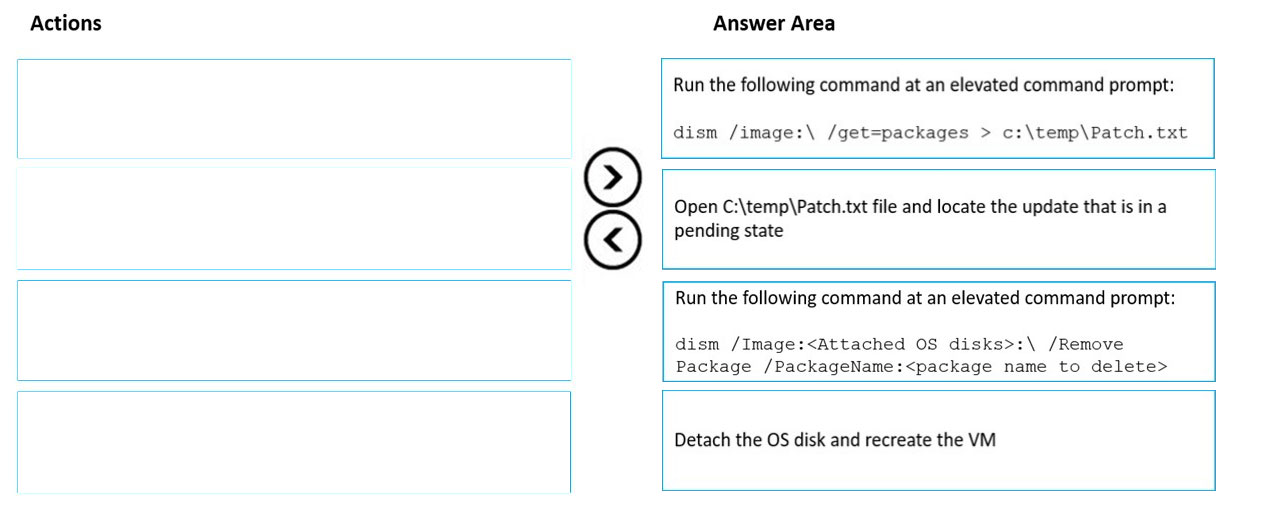 Actions
Answer Area
Run the following command at an elevated command prompt:
dism /image:\ /get=packages > c:\temp\Patch.txt
Open C:\temp\Patch.txt file and locate the update that is in a
pending state
Run the following command at an elevated command prompt:
dism /Image:<Attached OS disks>:\ /Remove
Package /PackageName:<package name to delete>
Detach the OS disk and recreate the VM